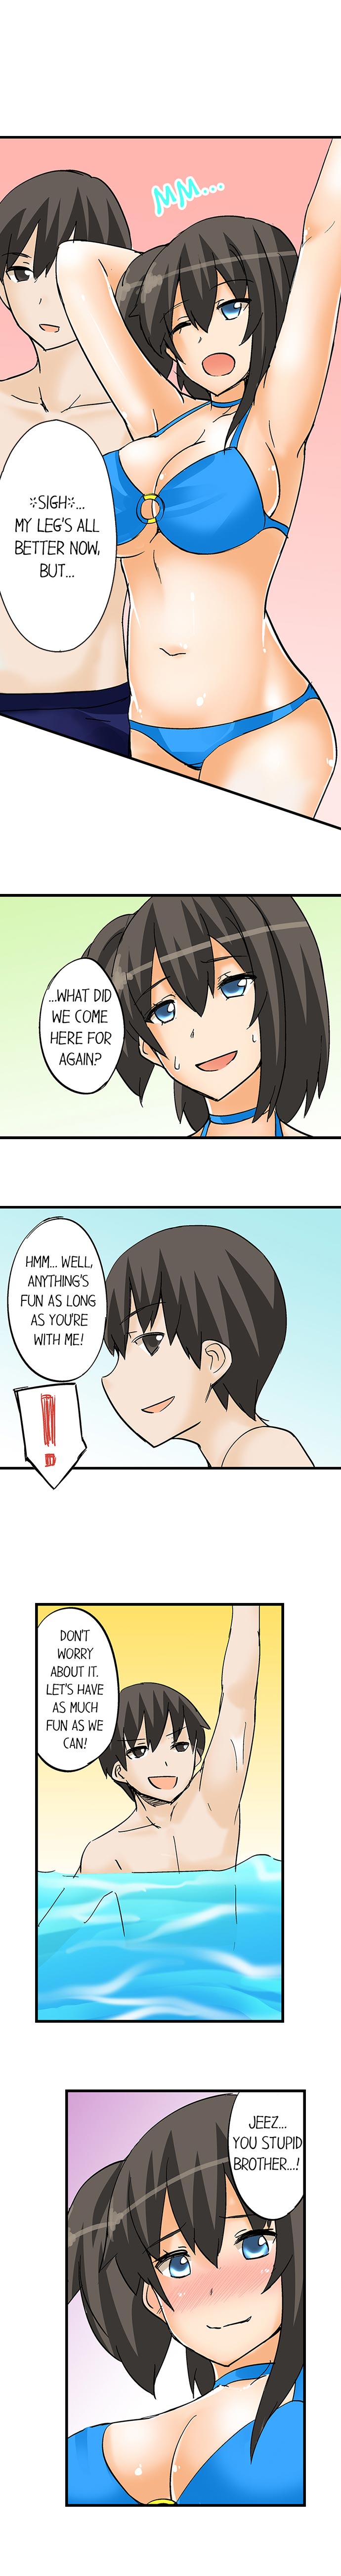 MM...
※SIGH※...
MY LEG'S ALL
BETTER NOW,
BUT...
...WHAT DID
WE COME
HERE FOR
AGAIN?
HMM... WELL,
ANYTHING'S
FUN AS LONG
AS YOU'RE
WITH ME!
!
DON'T
WORRY
ABOUT IT.
LET'S HAVE
AS MUCH
FUN AS WE
CAN!
JEEZ...
YOU STUPID
BROTHER...!